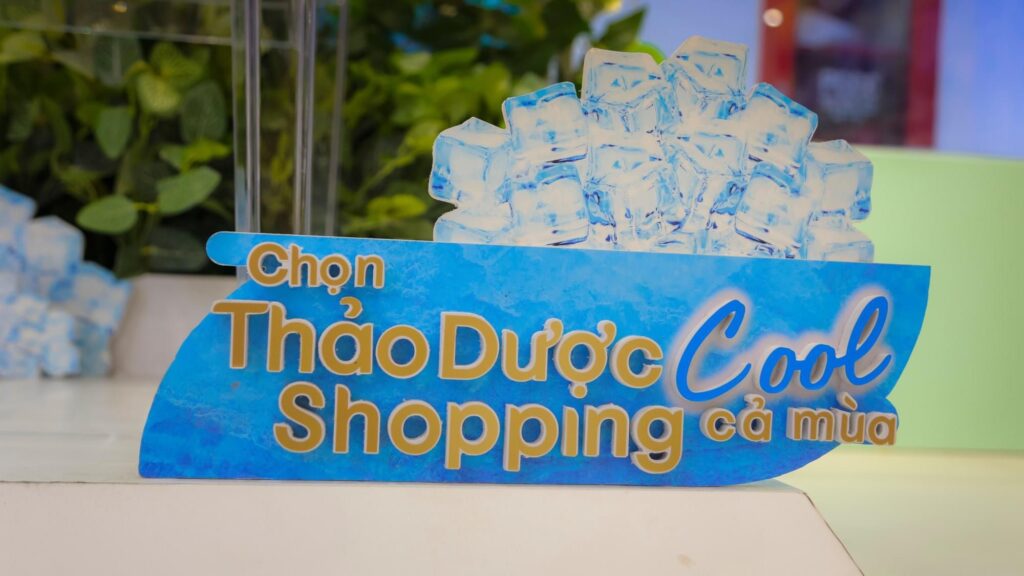 Chọn
Thảo Dược Cool
Shopping cả mùa